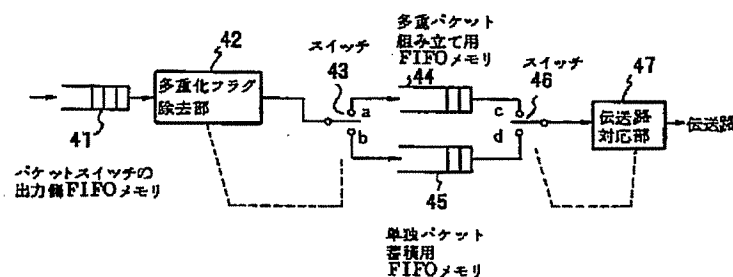 42
多重化フラグ
除去部
41
パケットスイッチの
出力側FIFOメモリ
スイッチ
43
a
b
多重パケット
組み立て用
FIFOメモリ
44
c
d
スイッチ
46
47
伝送路
対応部
伝送路
45
単独パケット
蓄積用
FIFOメモリ